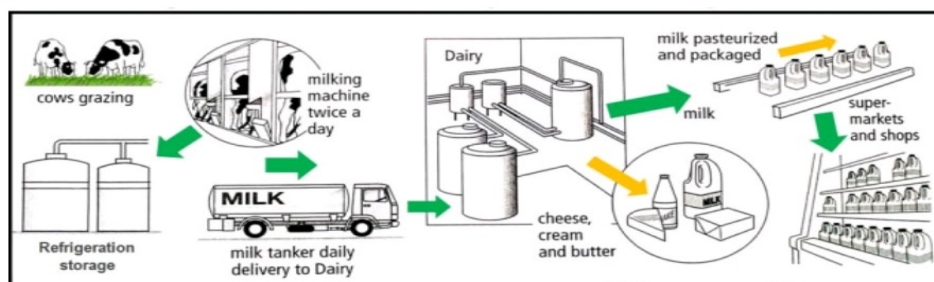 cows grazing
milking
machine
twice a
day
Refrigeration
storage
MILK
milk tanker daily
delivery to Dairy
Dairy
cheese,
cream
and butter
MILK
milk
milk pasteurized
and packaged
super-
markets
and shops